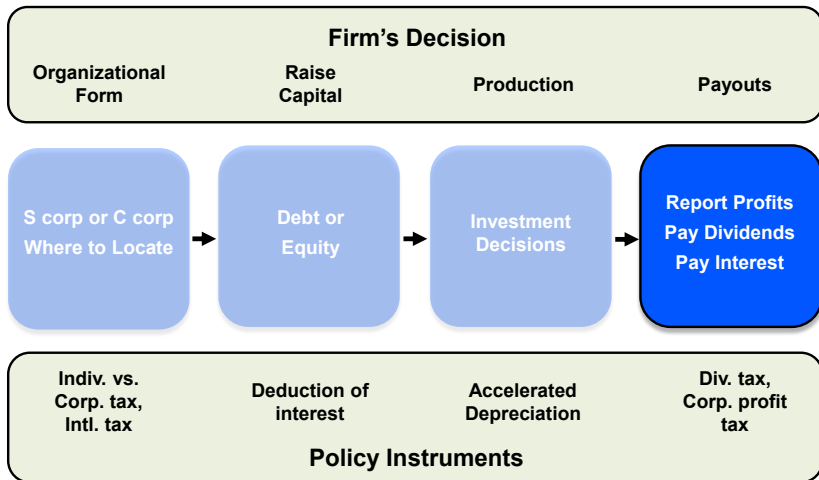 Firm’s Decision
Organizational
Form
Raise
Capital
Production
Payouts
S corp or C corp
Where to Locate
Debt or
Equity
Investment
Decisions
Report Profits
Pay Dividends
Pay Interest
Indiv. vs.
Corp. tax,
Intl. tax
Deduction of
interest
Accelerated
Depreciation
Div. tax,
Corp. profit
tax
Policy Instruments